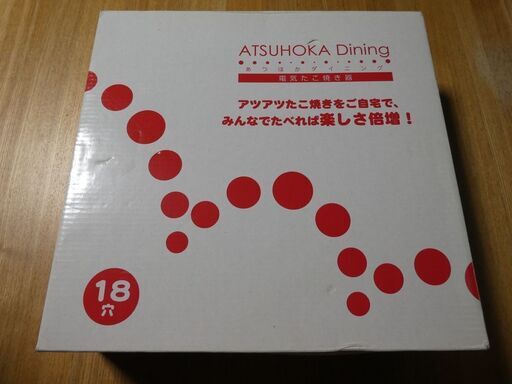 ATSUHOKA Dining
あつほかダイニング
電気たこ焼き器
アツアツたこ焼きをご自宅で、
みんなでたべれば楽しさ倍増！
18
穴